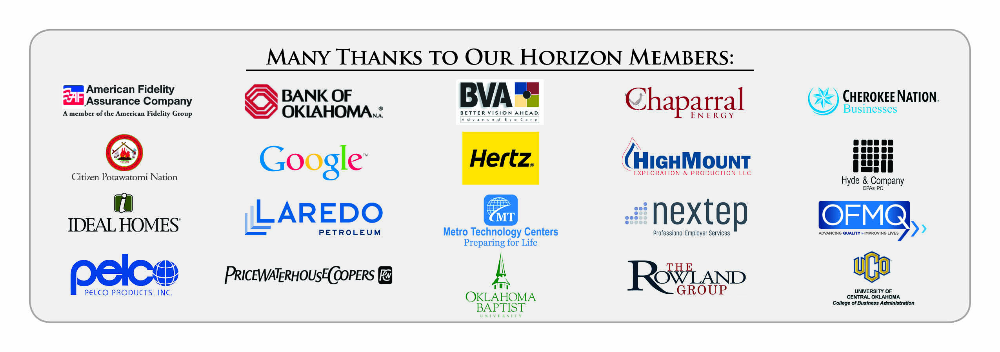 MANY THANKS TO OUR HORIZON MEMBERS:
AF American Fidelity
Assurance Company
A member of the American Fidelity Group
BANK OF
OKLAHOMA N.A.®
BVA
BETTER VISION AHEAD.
Advanced Eye Care
Chaparral
ENERGY
CHEROKEE NATION™
Businesses
Citizen Potawatomi Nation
Google™
Hertz®
HIGHMOUNT
EXPLORATION & PRODUCTION LLC
Hyde & Company
CPAs PC
i
IDEAL HOMES®
LAREDO
PETROLEUM
MT
Metro Technology Centers
Preparing for Life
nextep
Professional Employer Services
OFMQ
ADVANCING QUALITY » IMPROVING LIVES
pelco
PELCO PRODUCTS, INC.
PRICEWATERHOUSECOOPERS PwC
OKLAHOMA
BAPTIST
UNIVERSITY
THE
ROWLAND
GROUP
UCO™
UNIVERSITY OF
CENTRAL OKLAHOMA
College of Business Administration